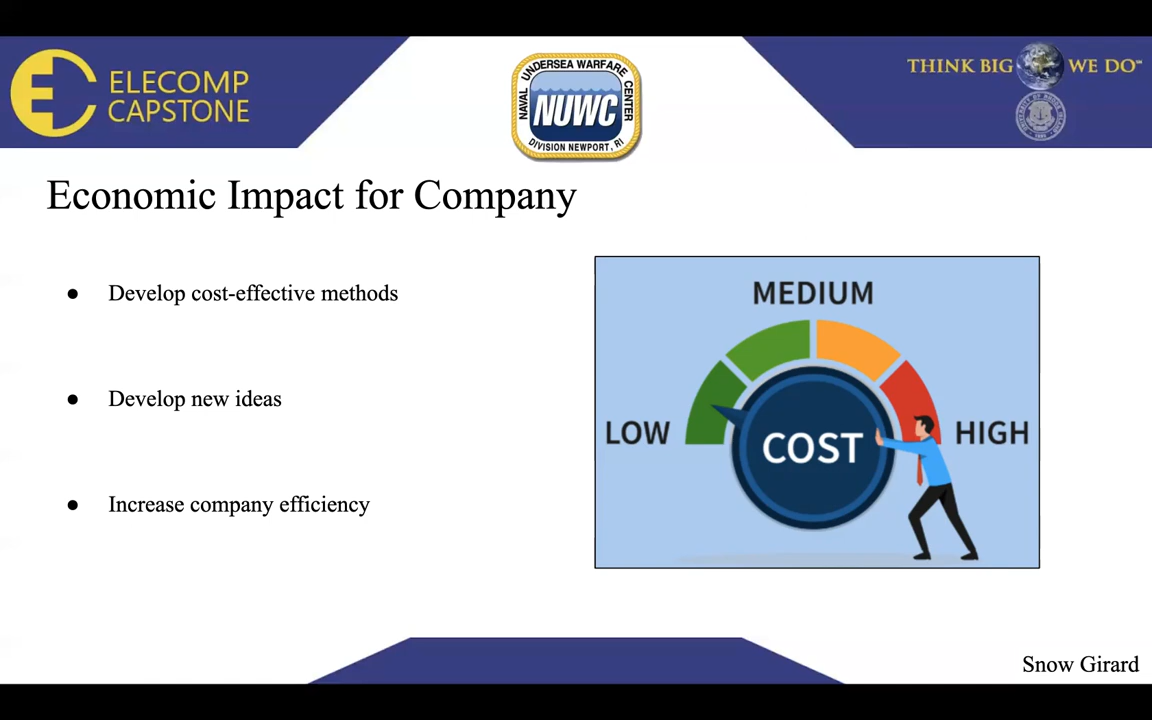 ELECOMP
CAPSTONE
NAVAL UNDERSEA WARFARE CENTER
NUWC
DIVISION NEWPORT, RI
THINK BIG WE DO℠
Economic Impact for Company
● Develop cost-effective methods
● Develop new ideas
● Increase company efficiency
MEDIUM
LOW
COST
HIGH
Snow Girard